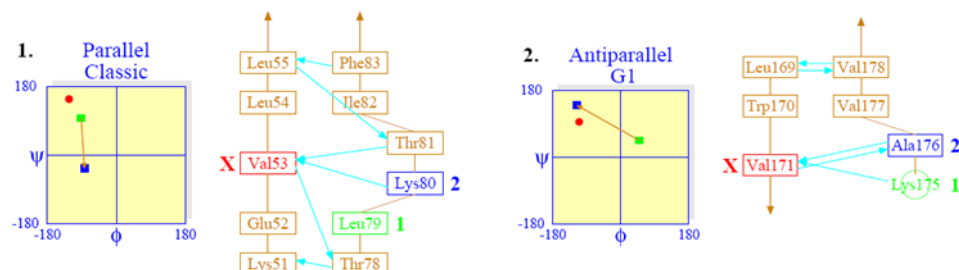 1. Parallel
Classic
180
Ψ
-180
-180 ϕ 180
Leu55 Phe83
Leu54 Ile82
Thr81
X Val53
Lys80 2
Glu52 Leu79 1
Lys51 Thr78
2. Antiparallel
G1
180
Ψ
-180
-180 ϕ 180
Leu169 Val178
Trp170 Val177
Ala176 2
X Val171
Lys175 1